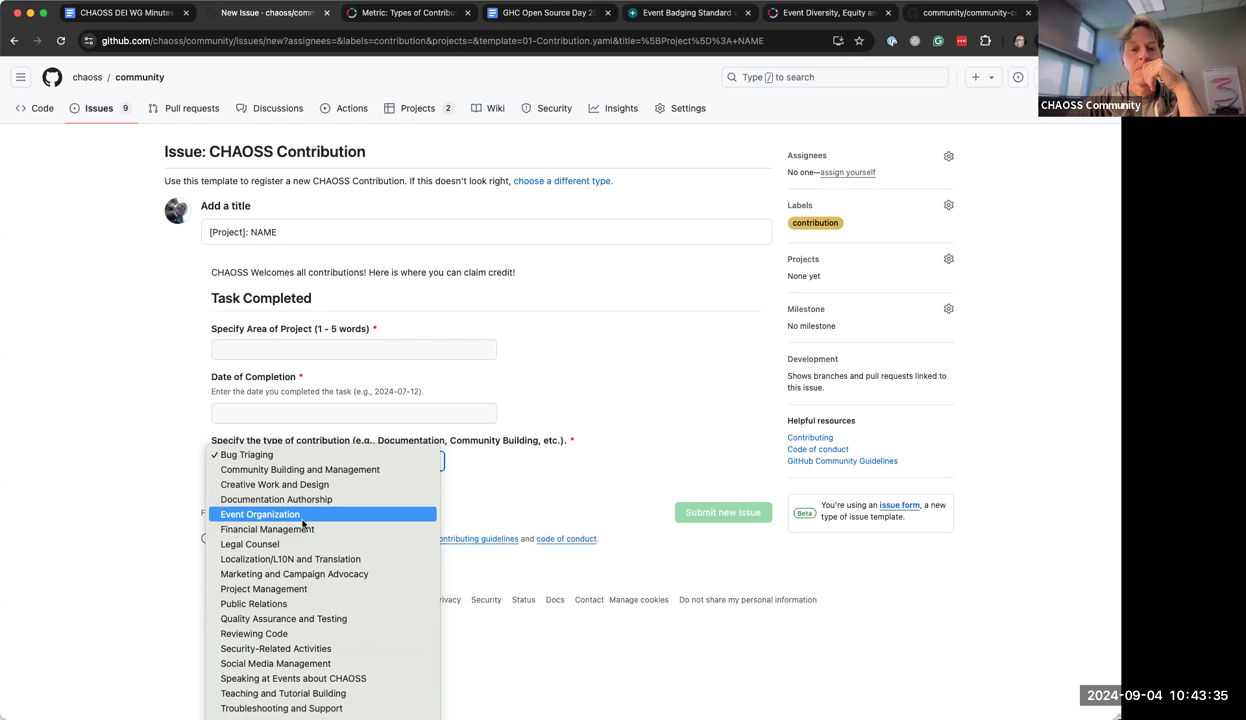 CHAOSS DEI WG Minutes
New Issue · chaoss/comm
Metric: Types of Contribu
GHC Open Source Day 20
Event Badging Standard v
Event Diversity, Equity an
community/community-c
github.com/chaoss/community/issues/new?assignees=&labels=contribution&projects=&template=01-Contribution.yaml&title=%5BProject%5D%3A+NAME
chaoss / community
Type / to search
CHAOSS Community
Code
Issues 9
Pull requests
Discussions
Actions
Projects 2
Wiki
Security
Insights
Settings
Issue: CHAOSS Contribution
Use this template to register a new CHAOSS Contribution. If this doesn't look right, choose a different type.
Add a title
[Project]: NAME
CHAOSS Welcomes all contributions! Here is where you can claim credit!
Task Completed
Specify Area of Project (1 - 5 words) *
Date of Completion *
Enter the date you completed the task (e.g., 2024-07-12).
Specify the type of contribution (e.g., Documentation, Community Building, etc.). *
✓ Bug Triaging
Community Building and Management
Creative Work and Design
Documentation Authorship
Event Organization
Financial Management
Legal Counsel
Localization/L10N and Translation
Marketing and Campaign Advocacy
Project Management
Public Relations
Quality Assurance and Testing
Reviewing Code
Security-Related Activities
Social Media Management
Speaking at Events about CHAOSS
Teaching and Tutorial Building
Troubleshooting and Support
Submit new issue
ontributing guidelines and code of conduct.
rivacy Security Status Docs Contact Manage cookies Do not share my personal information
Assignees
No one—assign yourself
Labels
contribution
Projects
None yet
Milestone
No milestone
Development
Shows branches and pull requests linked to
this issue.
Helpful resources
Contributing
Code of conduct
GitHub Community Guidelines
Beta
You're using an issue form, a new
type of issue template.
2024-09-04 10:43:35